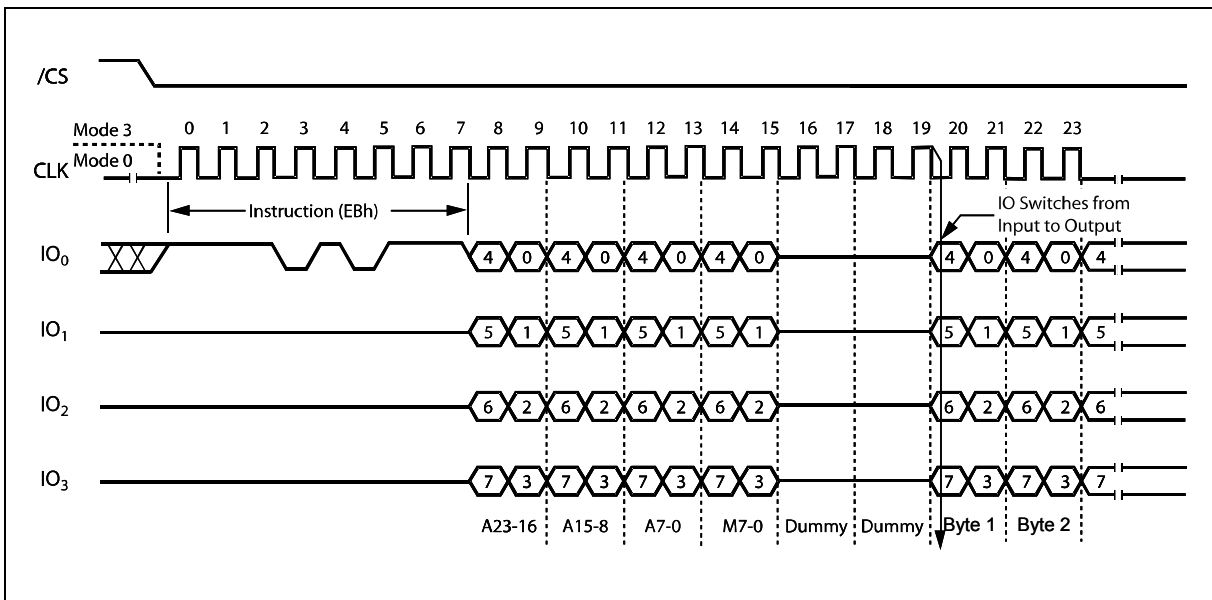 /CS
Mode 3
0 1 2 3 4 5 6 7 8 9 10 11 12 13 14 15 16 17 18 19 20 21 22 23
CLK
Mode 0
Instruction (EBh)
IO Switches from
Input to Output
IO0
4 0 4 0 4 0 4 0 4 0 4 0 4
IO1
5 1 5 1 5 1 5 1 5 1 5 1 5
IO2
6 2 6 2 6 2 6 2 6 2 6 2 6
IO3
7 3 7 3 7 3 7 3 7 3 7 3 7
A23-16 A15-8 A7-0 M7-0 Dummy Dummy Byte 1 Byte 2